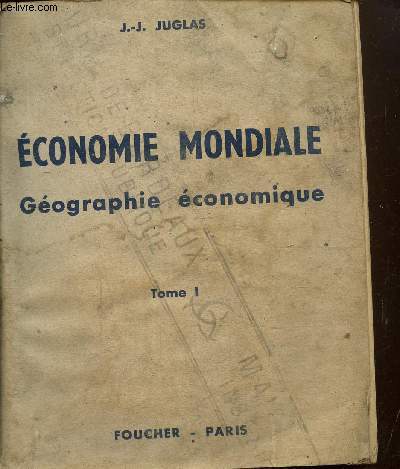 Le-livre.com
J.-J. JUGLAS
ÉCONOMIE MONDIALE
Géographie économique
Tome I
FOUCHER - PARIS